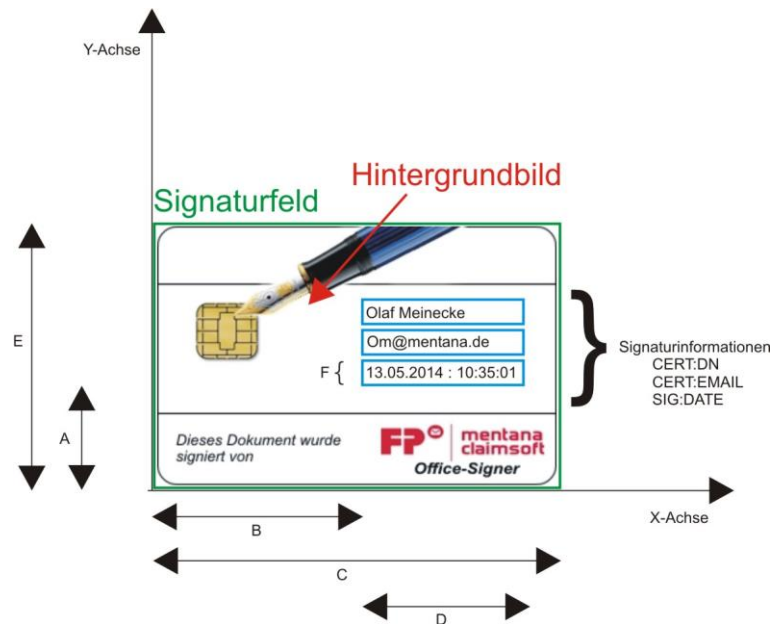 Y-Achse
Hintergrundbild
Signaturfeld
E
A
Olaf Meinecke
Om@mentana.de
F {
13.05.2014 : 10:35:01
Signaturinformationen
CERT:DN
CERT:EMAIL
SIG:DATE
Dieses Dokument wurde
signiert von
FP
mentana
claimsoft
Office-Signer
B
X-Achse
C
D